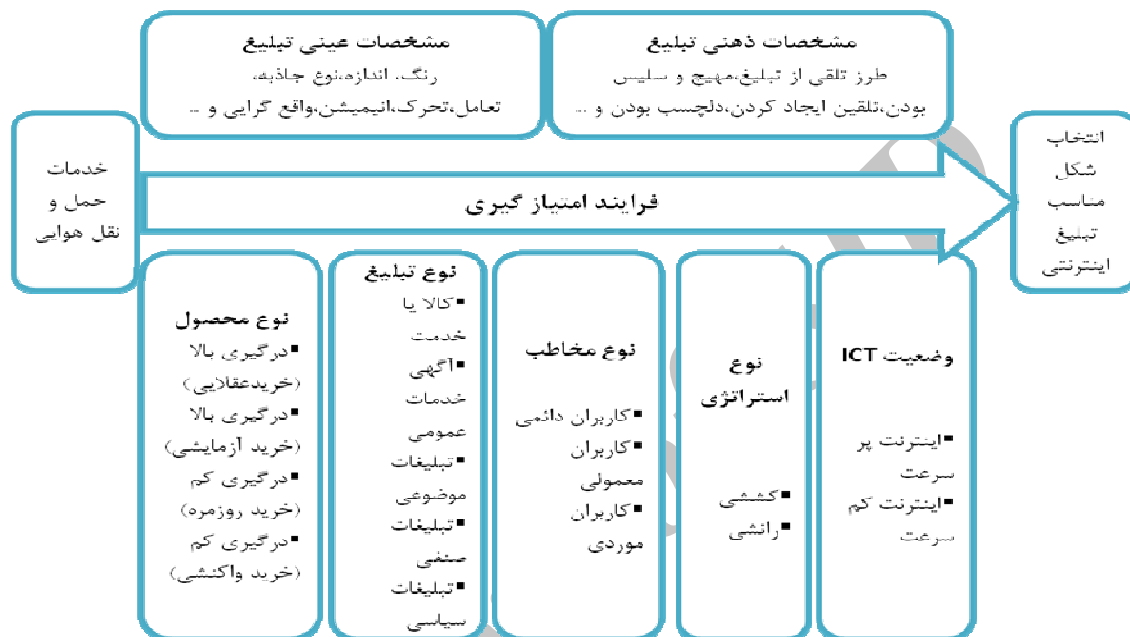 مشخصات ذهنی تبلیغ
طرز تلقی از تبلیغ،مهیج و سلیس
بودن،تلقین ایجاد کردن،دلچسب بودن و ...
مشخصات عینی تبلیغ
رنگ، اندازه،نوع جاذبه،
تعامل،تحرک،انیمیشن،واقع گرایی و ...
انتخاب
شکل
مناسب
تبلیغ
اینترنتی
فرایند امتیاز گیری
خدمات
حمل و
نقل هوایی
وضعیت ICT
▪اینترنت پر
سرعت
▪اینترنت کم
سرعت
نوع
استراتژی
▪کششی
▪رانشی
نوع مخاطب
▪کاربران دائمی
▪کاربران
معمولی
▪کاربران
موردی
نوع تبلیغ
▪کالا یا
خدمت
▪آگهی
خدمات
عمومی
▪تبلیغات
موضوعی
▪تبلیغات
صنفی
▪تبلیغات
سیاسی
نوع محصول
▪درگیری بالا
(خریدعقلایی)
▪درگیری بالا
(خرید آزمایشی)
▪درگیری کم
(خرید روزمره)
▪درگیری کم
(خرید واکنشی)